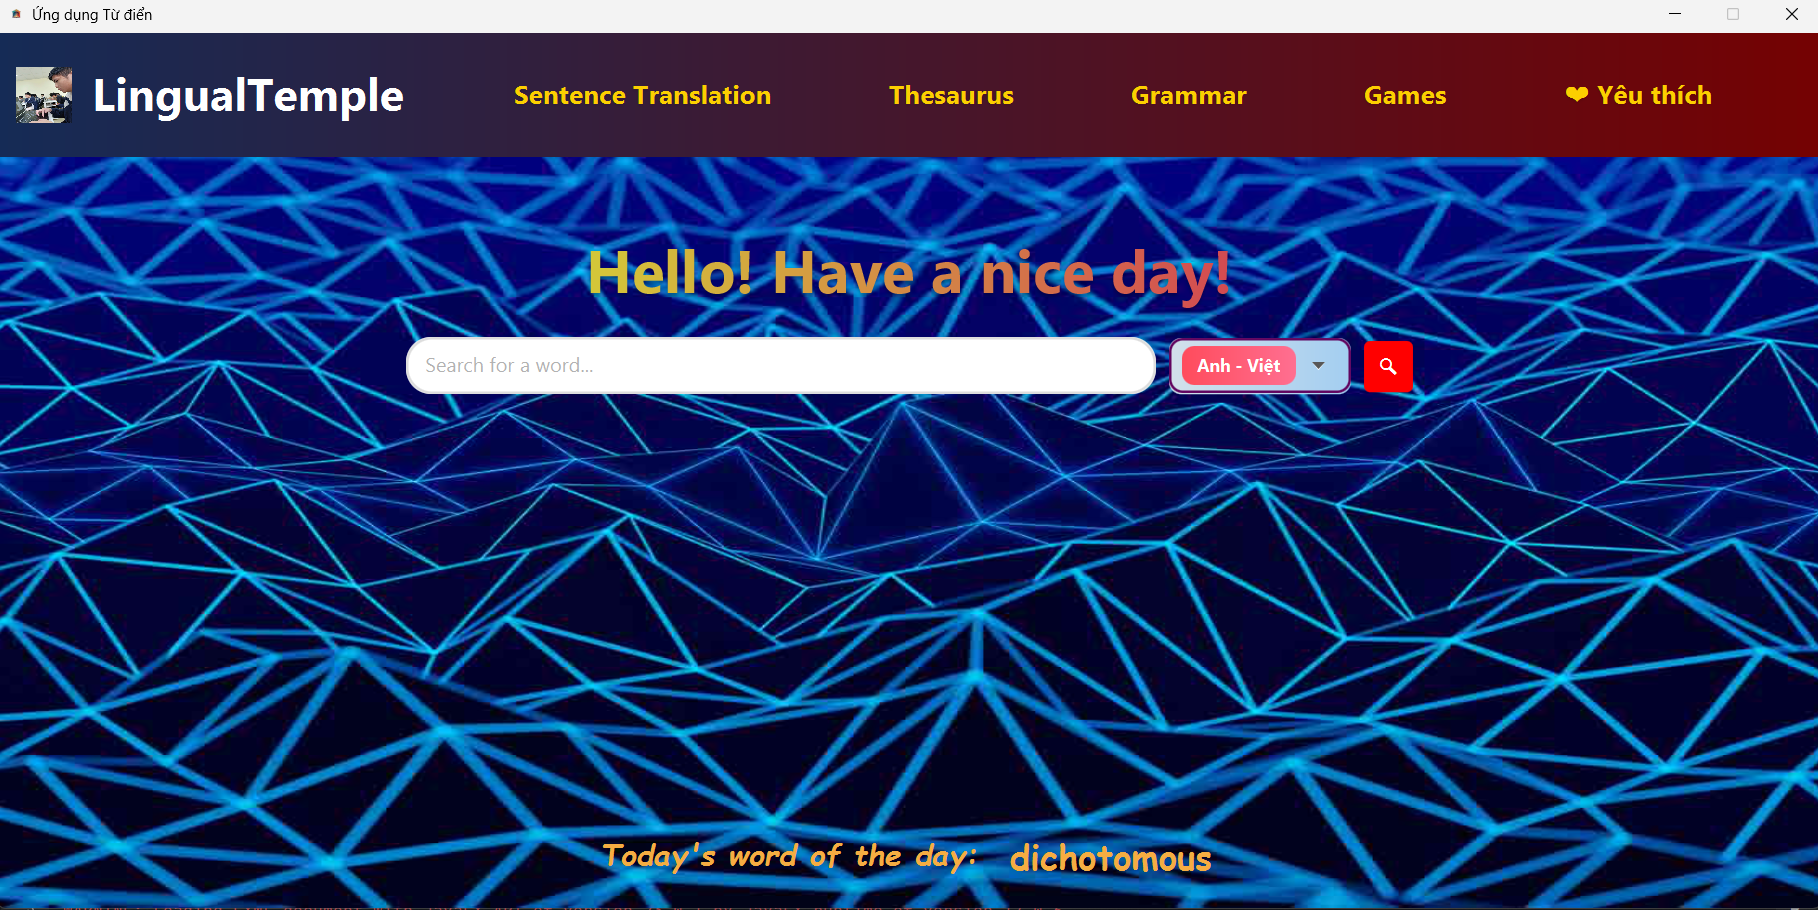 Ứng dụng Từ điển
LingualTemple
Sentence Translation
Thesaurus
Grammar
Games
❤ Yêu thích
Hello! Have a nice day!
Search for a word...
Anh - Việt
Today's word of the day: dichotomous